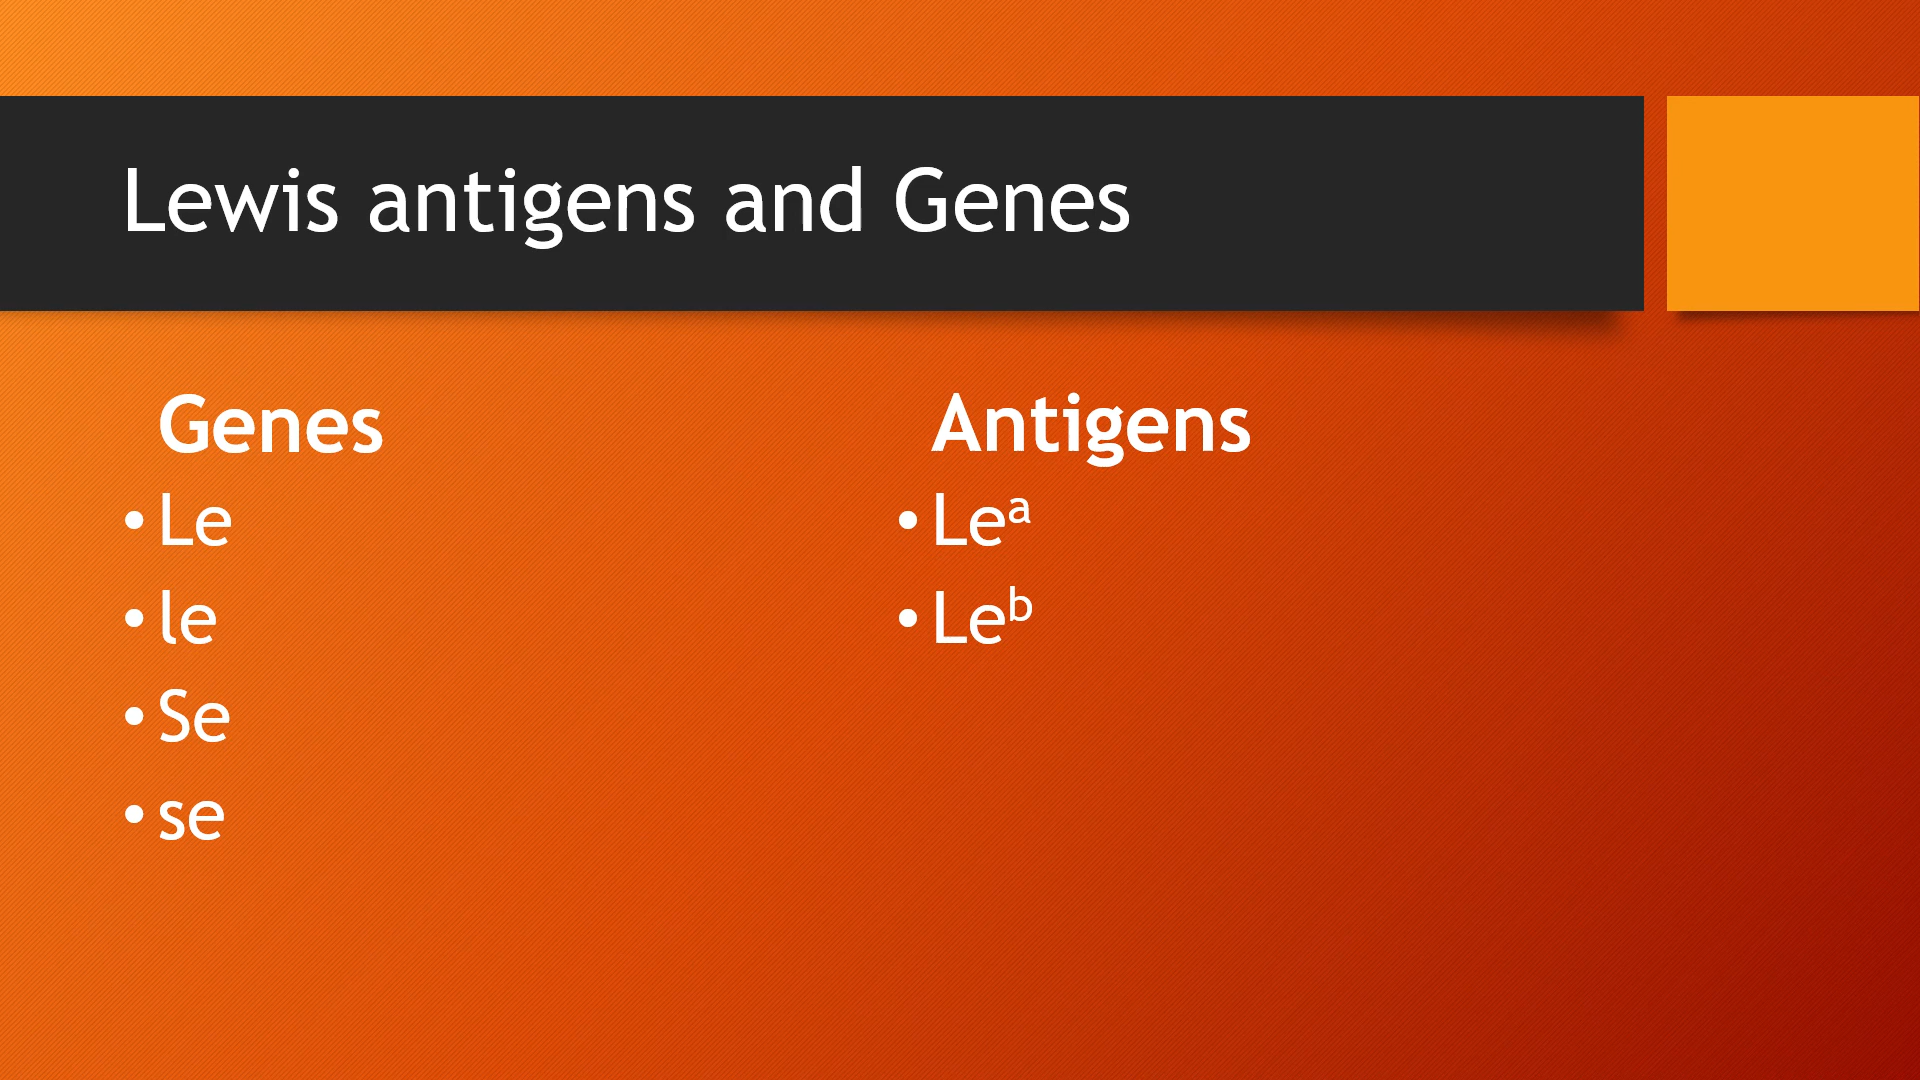 Lewis antigens and Genes
Genes
• Le
• le
• Se
• se
Antigens
• Leᵃ
• Leᵇ